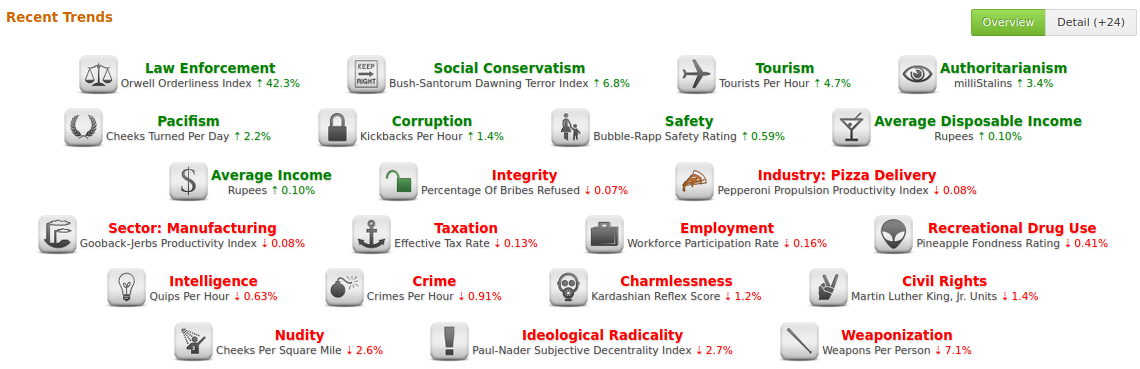 Recent Trends
Overview
Detail (+24)
Law Enforcement
Orwell Orderliness Index ↑ 42.3%
KEEP
RIGHT
Social Conservatism
Bush-Santorum Dawning Terror Index ↑ 6.8%
Tourism
Tourists Per Hour ↑ 4.7%
Authoritarianism
milliStalins ↑ 3.4%
Pacifism
Cheeks Turned Per Day ↑ 2.2%
Corruption
Kickbacks Per Hour ↑ 1.4%
Safety
Bubble-Rapp Safety Rating ↑ 0.59%
Average Disposable Income
Rupees ↑ 0.10%
$
Average Income
Rupees ↑ 0.10%
Integrity
Percentage Of Bribes Refused ↓ 0.07%
Industry: Pizza Delivery
Pepperoni Propulsion Productivity Index ↓ 0.08%
Sector: Manufacturing
Gooback-Jerbs Productivity Index ↓ 0.08%
Taxation
Effective Tax Rate ↓ 0.13%
Employment
Workforce Participation Rate ↓ 0.16%
Recreational Drug Use
Pineapple Fondness Rating ↓ 0.41%
Intelligence
Quips Per Hour ↓ 0.63%
Crime
Crimes Per Hour ↓ 0.91%
Charmlessness
Kardashian Reflex Score ↓ 1.2%
Civil Rights
Martin Luther King, Jr. Units ↓ 1.4%
Nudity
Cheeks Per Square Mile ↓ 2.6%
!
Ideological Radicality
Paul-Nader Subjective Decentrality Index ↓ 2.7%
Weaponization
Weapons Per Person ↓ 7.1%